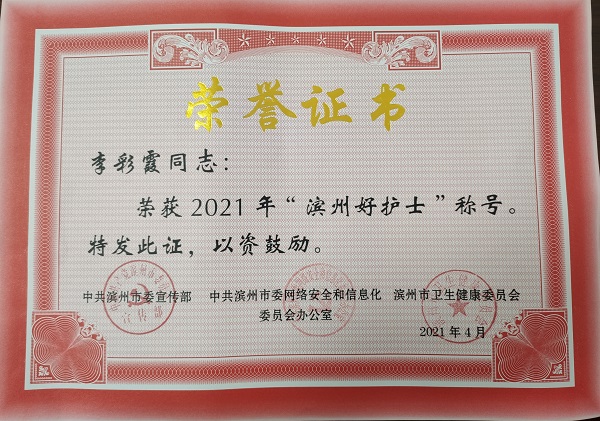 荣誉证书
李彩霞同志：
荣获2021年“滨州好护士”称号。
特发此证，以资鼓励。
中共滨州市委宣传部
中共滨州市委网络安全和信息化
委员会办公室
滨州市卫生健康委员会
2021年4月
宣传部